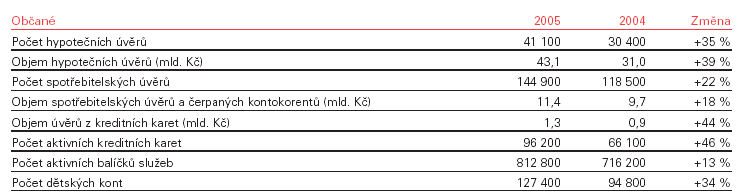 Občané 2005 2004 Změna
Počet hypotečních úvěrů 41 100 30 400 +35 %
Objem hypotečních úvěrů (mld. Kč) 43,1 31,0 +39 %
Počet spotřebitelských úvěrů 144 900 118 500 +22 %
Objem spotřebitelských úvěrů a čerpaných kontokorentů (mld. Kč) 11,4 9,7 +18 %
Objem úvěrů z kreditních karet (mld. Kč) 1,3 0,9 +44 %
Počet aktivních kreditních karet 96 200 66 100 +46 %
Počet aktivních balíčků služeb 812 800 716 200 +13 %
Počet dětských kont 127 400 94 800 +34 %